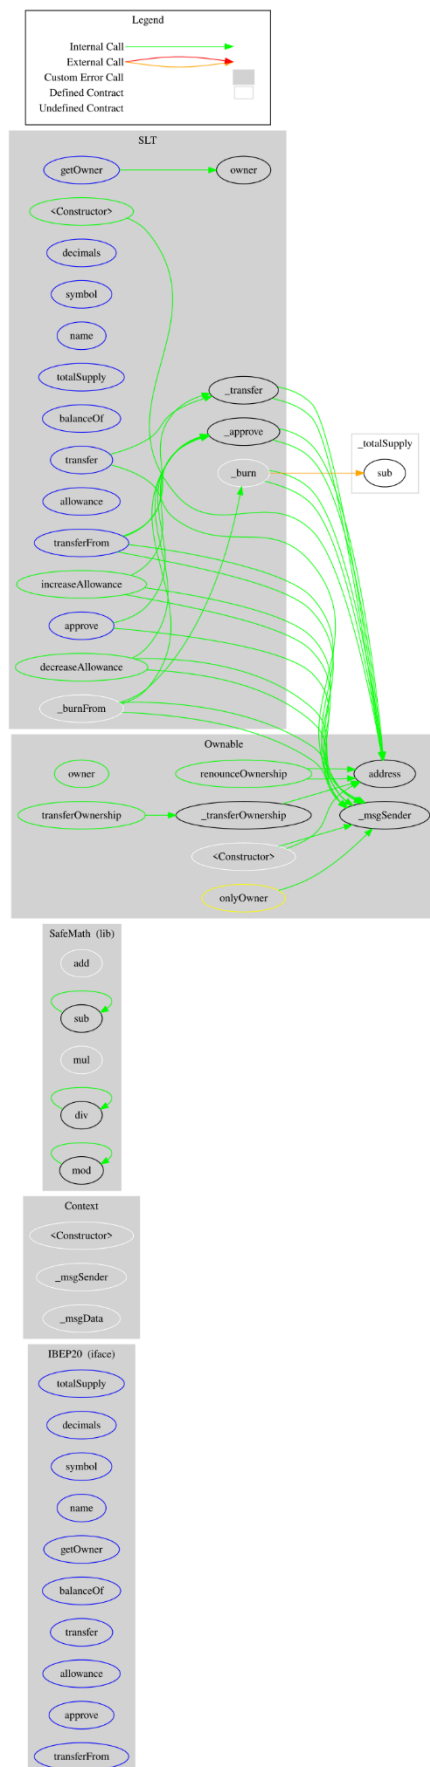 Legend
Internal Call
External Call
Custom Error Call
Defined Contract
Undefined Contract
SLT
getOwner
owner
<Constructor>
decimals
symbol
name
totalSupply
balanceOf
_transfer
_approve
_totalSupply
transfer
_burn
sub
allowance
transferFrom
increaseAllowance
approve
decreaseAllowance
_burnFrom
Ownable
owner
renounceOwnership
address
transferOwnership
_transferOwnership
_msgSender
<Constructor>
onlyOwner
SafeMath (lib)
add
sub
mul
div
mod
Context
<Constructor>
_msgSender
_msgData
IBEP20 (iface)
totalSupply
decimals
symbol
name
getOwner
balanceOf
transfer
allowance
approve
transferFrom